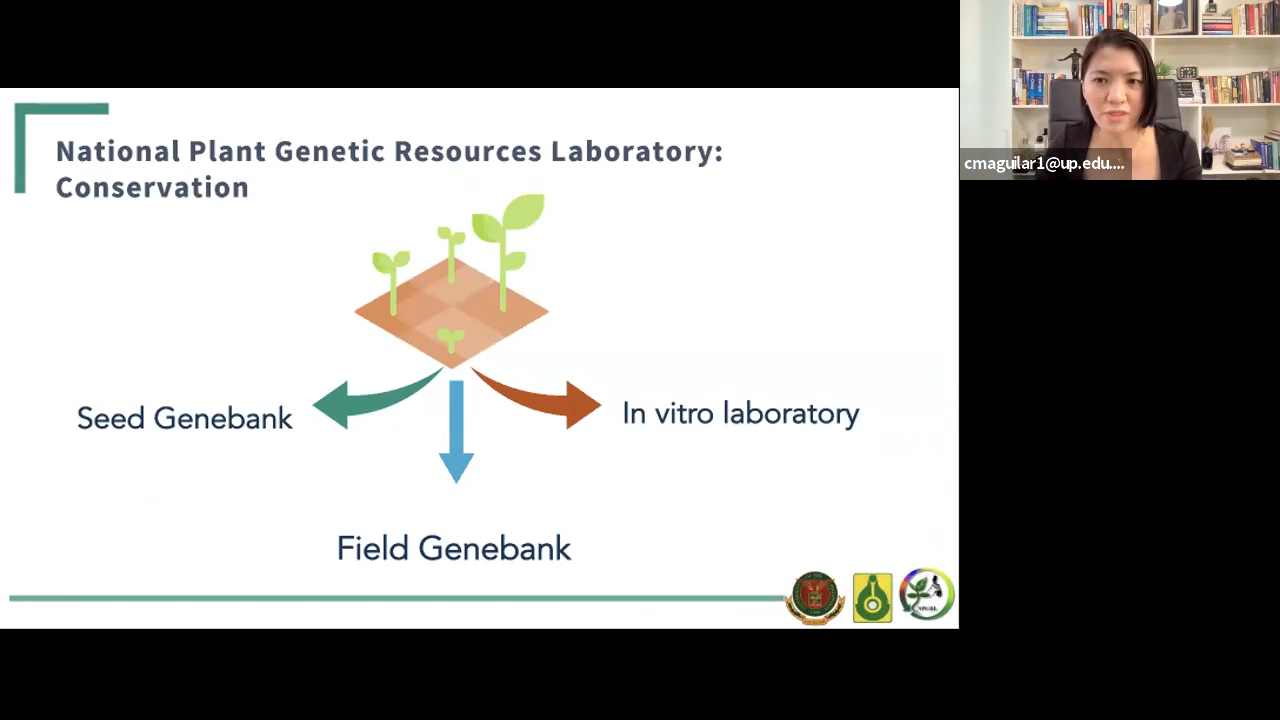 National Plant Genetic Resources Laboratory:
Conservation
Seed Genebank
In vitro laboratory
Field Genebank
cmaguilar1@up.edu....